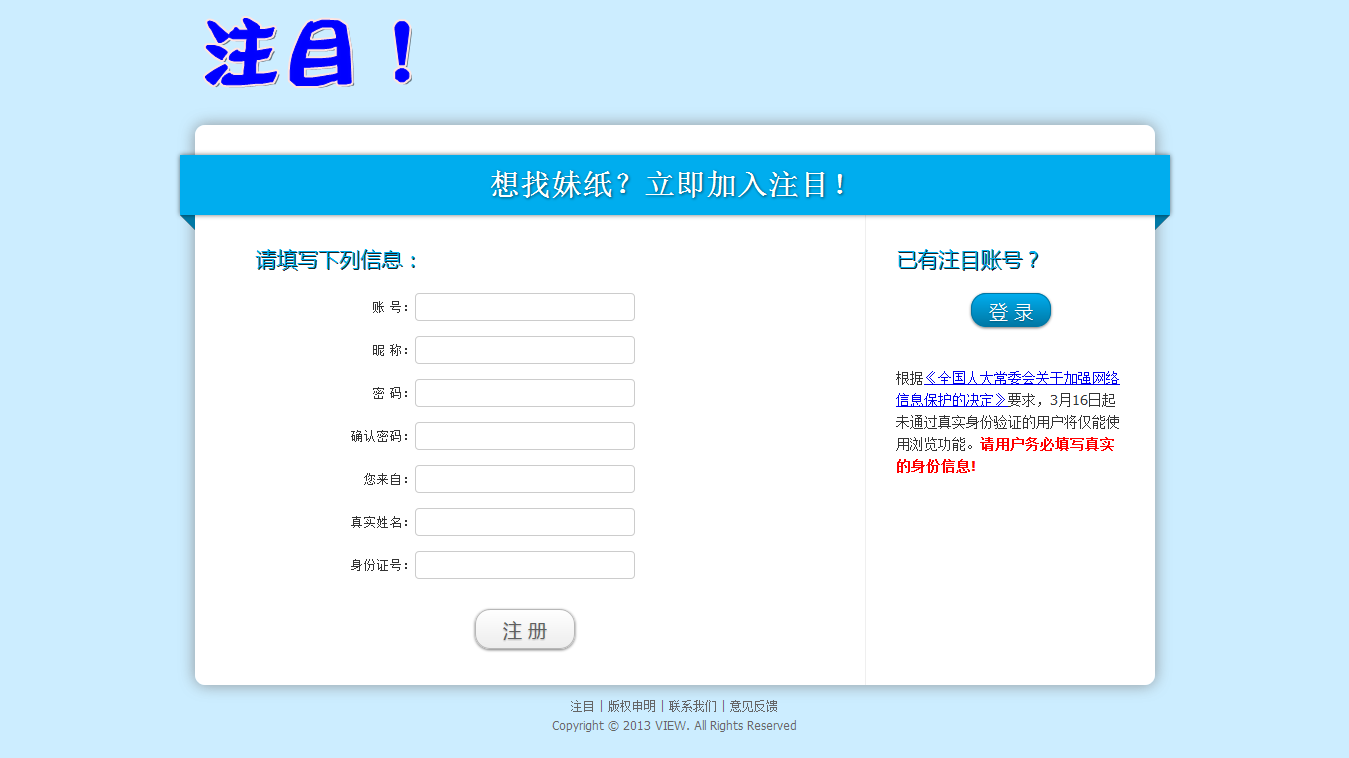 注目！
想找妹纸？立即加入注目！
请填写下列信息：
账 号：
昵 称：
密 码：
确认密码：
您来自：
真实姓名：
身份证号：
注 册
已有注目账号？
登 录
根据《全国人大常委会关于加强网络
信息保护的决定》要求，3月16日起
未通过真实身份验证的用户将仅能使
用浏览功能。请用户务必填写真实
的身份信息!
注目 | 版权申明 | 联系我们 | 意见反馈
Copyright © 2013 VIEW. All Rights Reserved